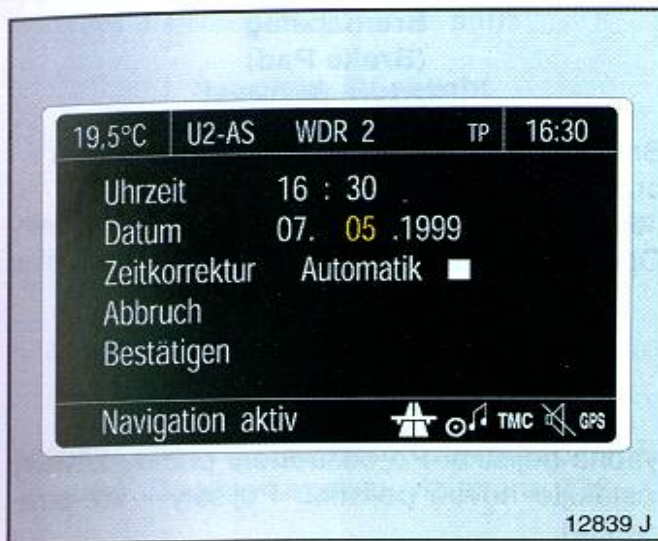 19,5°C U2-AS WDR 2 TP 16:30
Uhrzeit 16 : 30
Datum 07. 05 .1999
Zeitkorrektur Automatik
Abbruch
Bestätigen
Navigation aktiv TMC GPS
12839 J